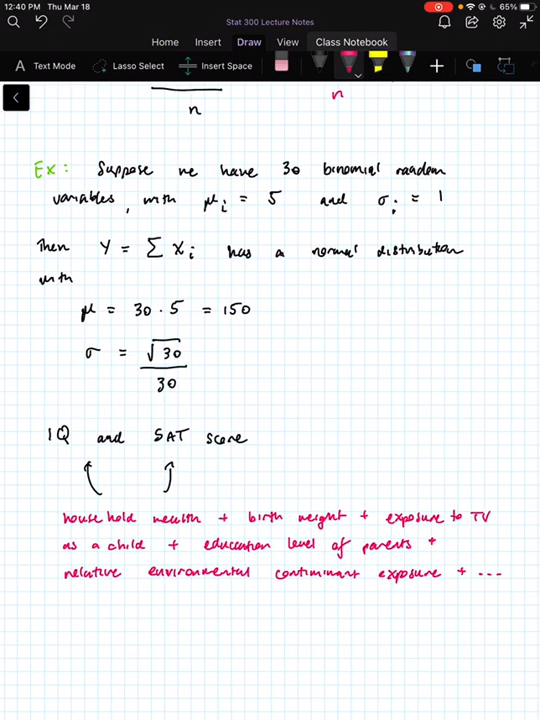 12:40 PM Thu Mar 18
65%
Stat 300 Lecture Notes
Home Insert Draw View Class Notebook
Text Mode Lasso Select Insert Space
n
n
Ex: Suppose we have 30 binomial random
variables, with μi = 5 and σi = 1
Then Y = ∑ Xi has a normal distribution
with
μ = 30 · 5 = 150
σ = √30
30
IQ and SAT score
household wealth + birth weight + exposure to TV
as a child + education level of parents +
relative environmental contiminant exposure + ...